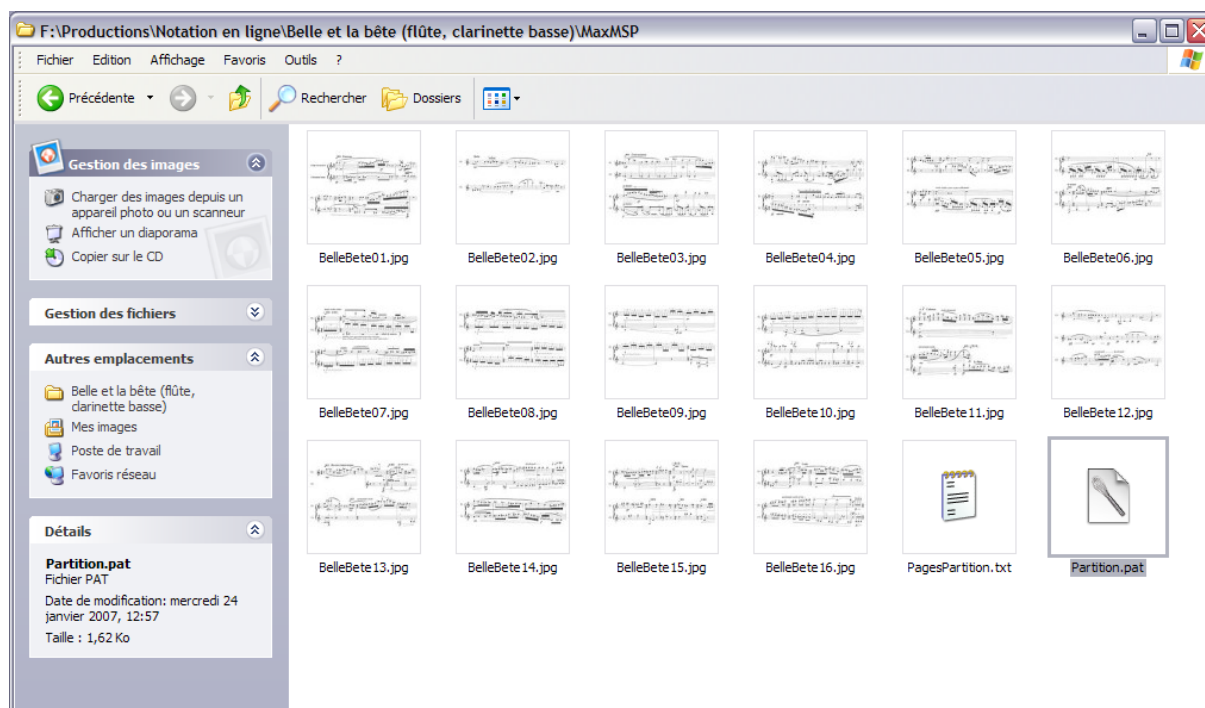 F:\Productions\Notation en ligne\Belle et la bête (flûte, clarinette basse)\MaxMSP
Fichier Edition Affichage Favoris Outils ?
Précédente Rechercher Dossiers
Gestion des images
Charger des images depuis un
appareil photo ou un scanneur
Afficher un diaporama
Copier sur le CD
Gestion des fichiers
Autres emplacements
Belle et la bête (flûte,
clarinette basse)
Mes images
Poste de travail
Favoris réseau
Détails
Partition.pat
Fichier PAT
Date de modification: mercredi 24
janvier 2007, 12:57
Taille : 1,62 Ko
BelleBete01.jpg BelleBete02.jpg BelleBete03.jpg BelleBete04.jpg BelleBete05.jpg BelleBete06.jpg
BelleBete07.jpg BelleBete08.jpg BelleBete09.jpg BelleBete10.jpg BelleBete11.jpg BelleBete12.jpg
BelleBete13.jpg BelleBete14.jpg BelleBete15.jpg BelleBete16.jpg PagesPartition.txt Partition.pat